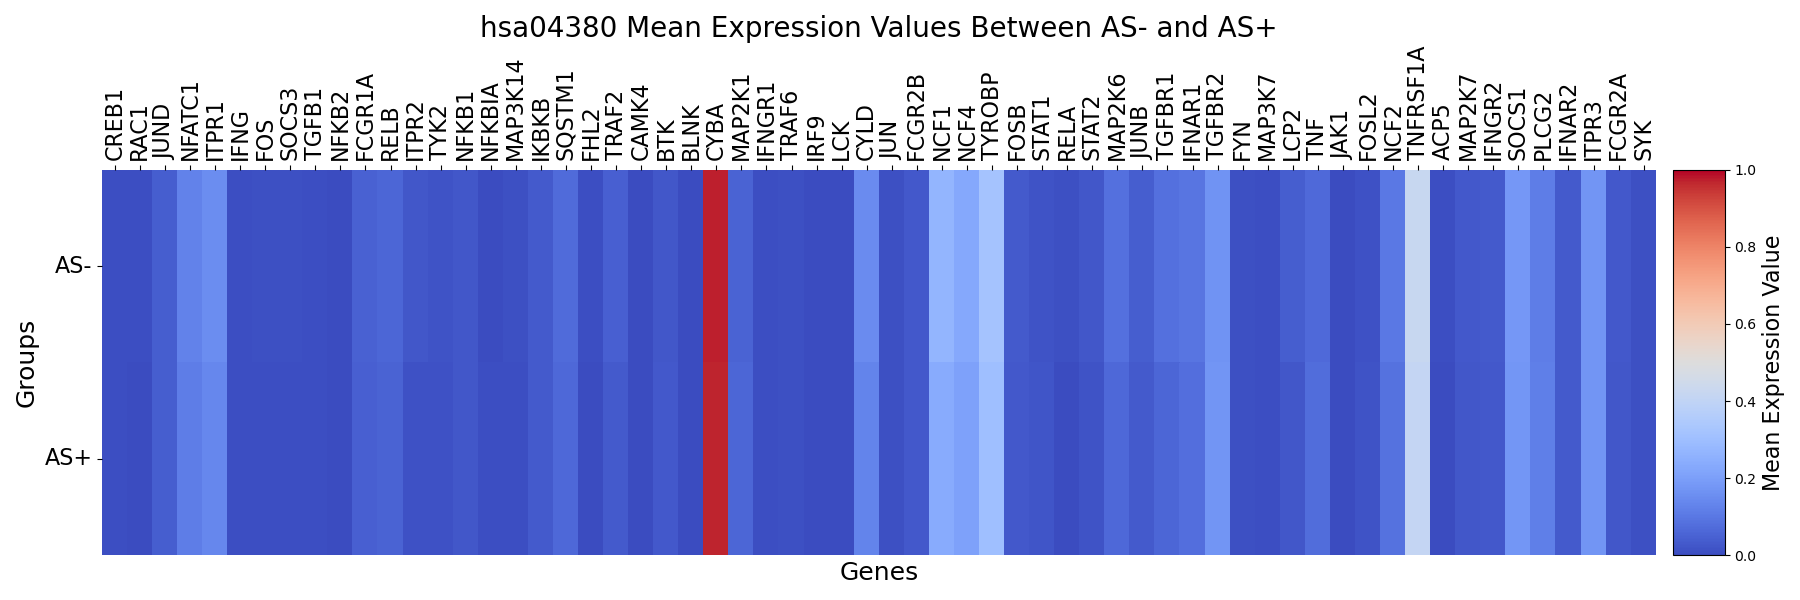 hsa04380 Mean Expression Values Between AS- and AS+
CREB1
RAC1
JUND
NFATC1
ITPR1
IFNG
FOS
SOCS3
TGFB1
NFKB2
FCGR1A
RELB
ITPR2
TYK2
NFKB1
NFKBIA
MAP3K14
IKBKB
SQSTM1
FHL2
TRAF2
CAMK4
BTK
BLNK
CYBA
MAP2K1
IFNGR1
TRAF6
IRF9
LCK
CYLD
JUN
FCGR2B
NCF1
NCF4
TYROBP
FOSB
STAT1
RELA
STAT2
MAP2K6
JUNB
TGFBR1
IFNAR1
TGFBR2
FYN
MAP3K7
LCP2
TNF
JAK1
FOSL2
NCF2
TNFRSF1A
ACP5
MAP2K7
IFNGR2
SOCS1
PLCG2
IFNAR2
ITPR3
FCGR2A
SYK
Groups
AS-
AS+
Genes
1.0
0.8
0.6
0.4
0.2
0.0
Mean Expression Value